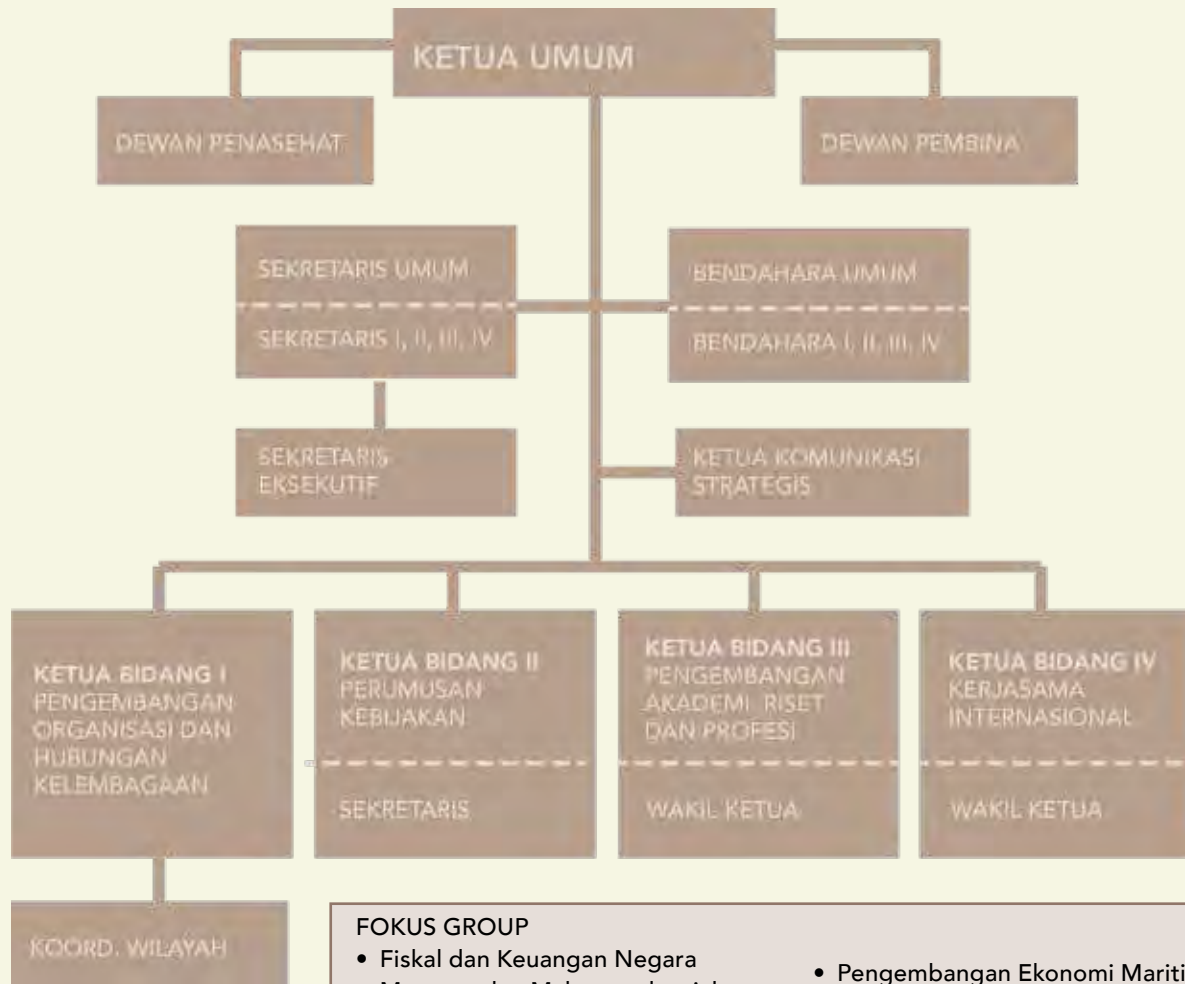 KETUA UMUM
DEWAN PENASEHAT
DEWAN PEMBINA
SEKRETARIS UMUM
SEKRETARIS I, II, III, IV
BENDAHARA UMUM
BENDAHARA I, II, III, IV
SEKRETARIS
EKSEKUTIF
KETUA KOMUNIKASI
STRATEGIS
KETUA BIDANG I
PENGEMBANGAN
ORGANISASI DAN
HUBUNGAN
KELEMBAGAAN
KETUA BIDANG II
PERUMUSAN
KEBIJAKAN
SEKRETARIS
KETUA BIDANG III
PENGEMBANGAN
AKADEMI RISET
DAN PROFESI
WAKIL KETUA
KETUA BIDANG IV
KERJASAMA
INTERNASIONAL
WAKIL KETUA
KOORD. WILAYAH
FOKUS GROUP
• Fiskal dan Keuangan Negara
• Pengembangan Ekonomi Mariti